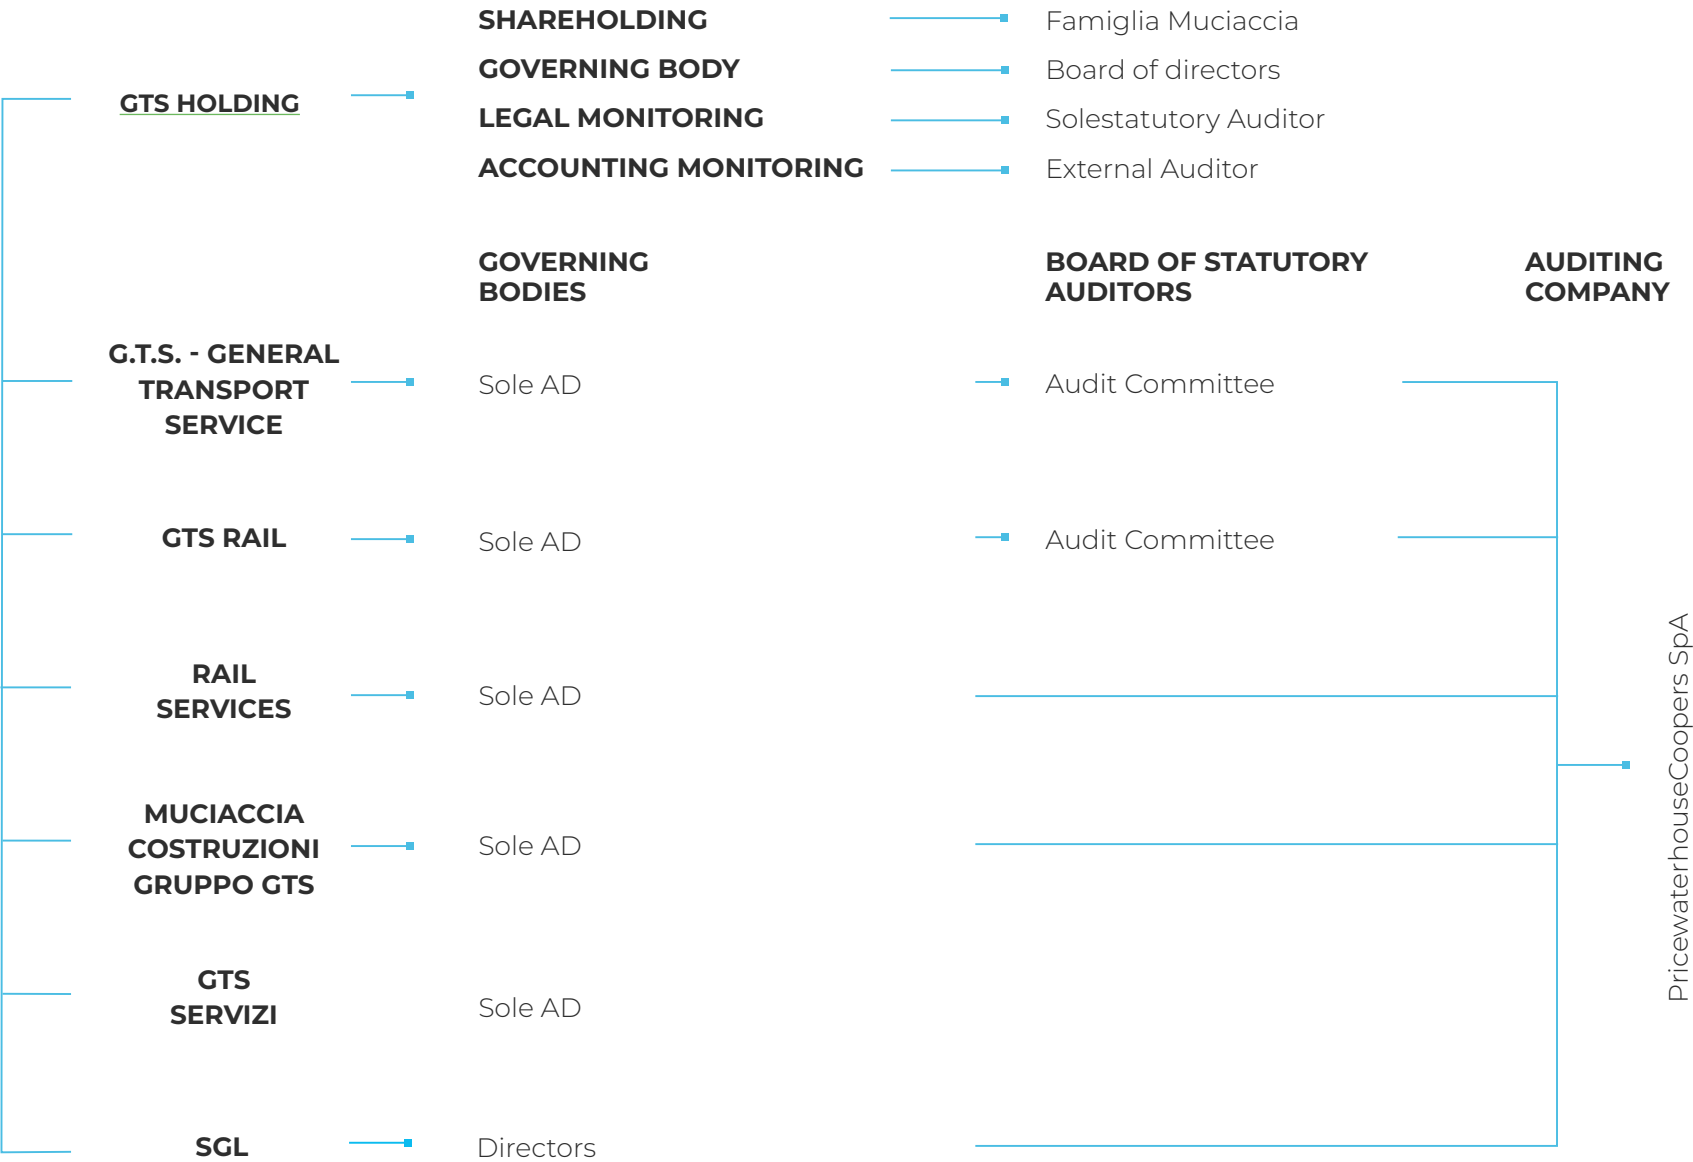 SHAREHOLDING
Famiglia Muciaccia
GOVERNING BODY
Board of directors
GTS HOLDING
LEGAL MONITORING
Solestatutory Auditor
ACCOUNTING MONITORING
External Auditor
GOVERNING
BODIES
BOARD OF STATUTORY
AUDITORS
AUDITING
COMPANY
G.T.S. - GENERAL
TRANSPORT
SERVICE
Sole AD
Audit Committee
GTS RAIL
Sole AD
Audit Committee
RAIL
SERVICES
Sole AD
MUCIACCIA
COSTRUZIONI
GRUPPO GTS
Sole AD
GTS
SERVIZI
Sole AD
SGL
Directors
PricewaterhouseCoopers SpA